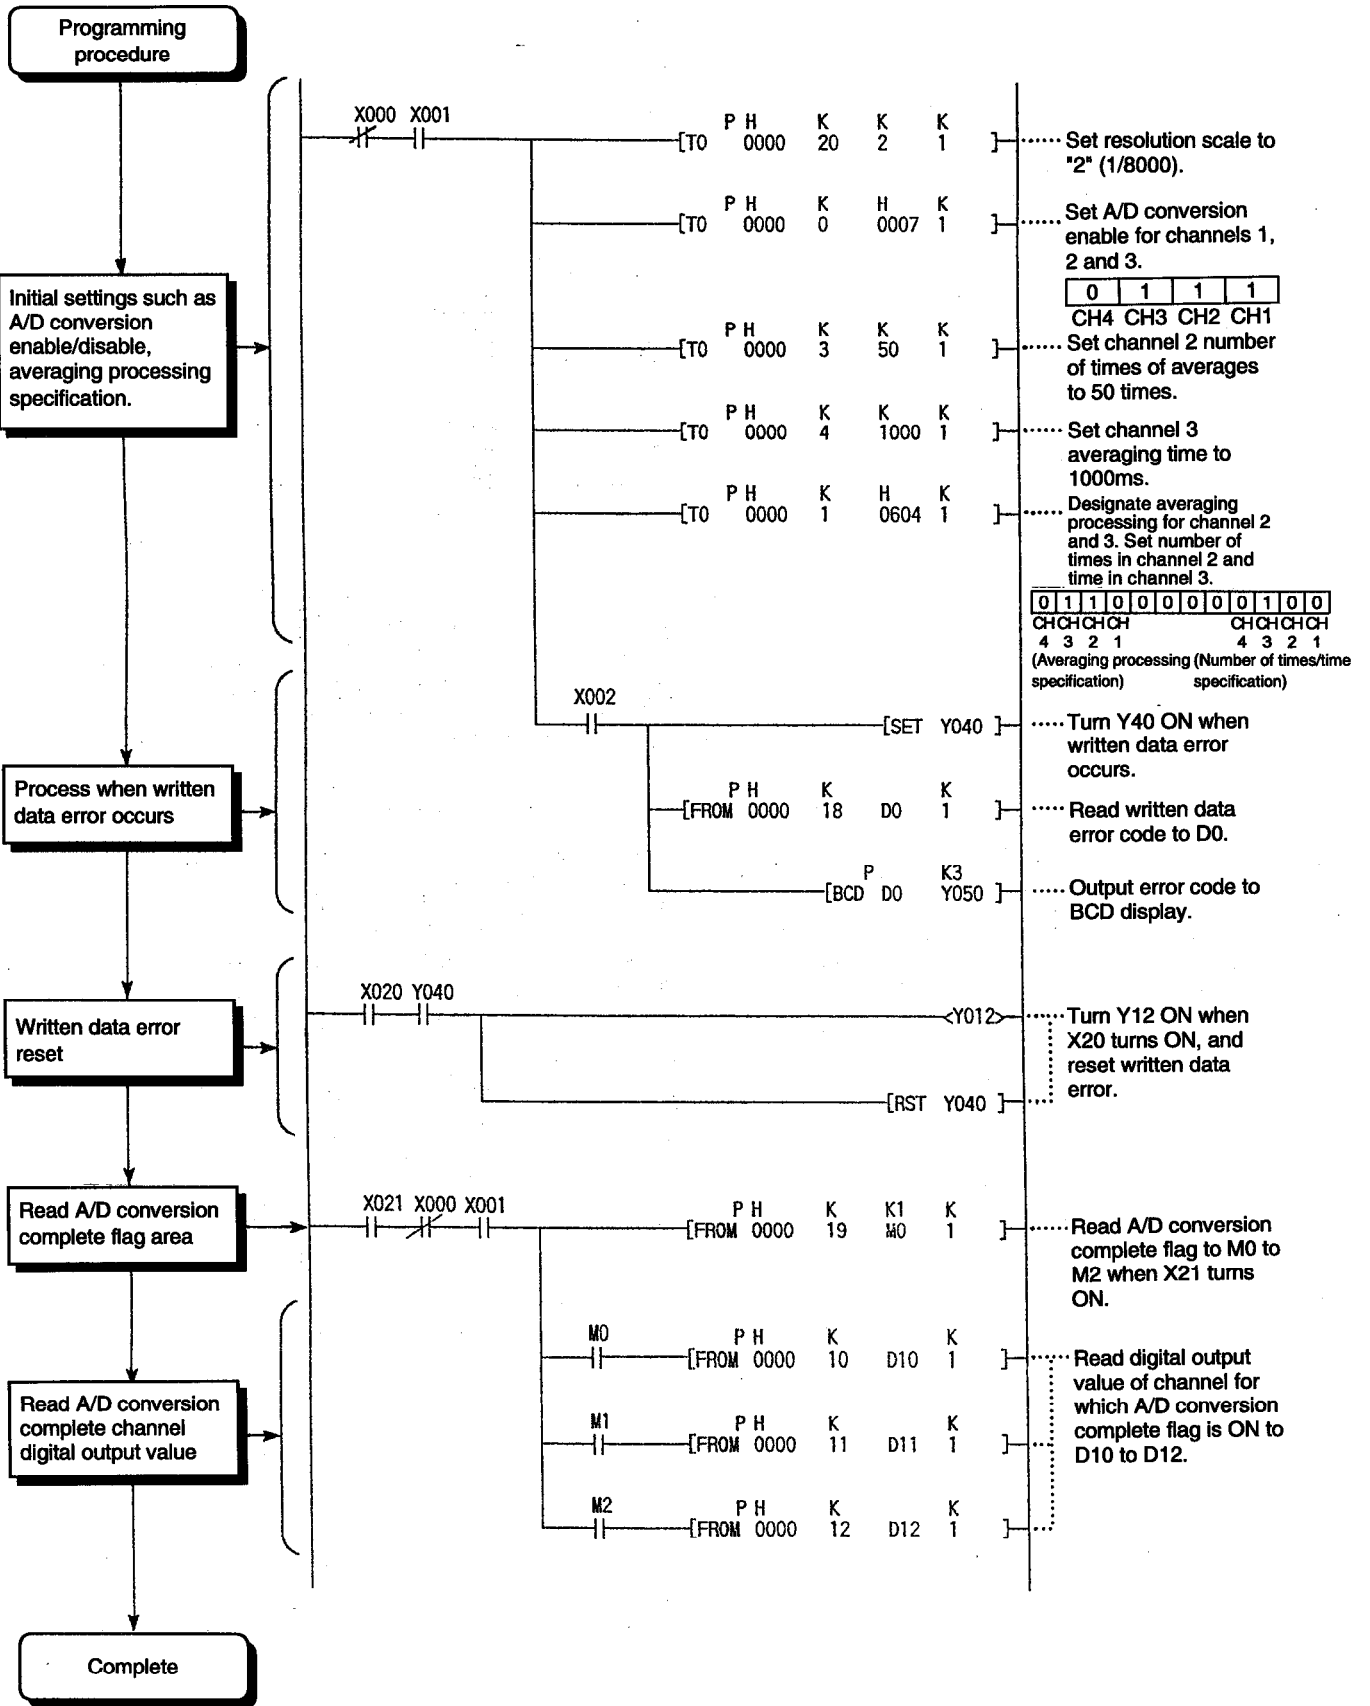 Programming
procedure
X000 X001
P H K K K
[TO 0000 20 2 1 ]
Set resolution scale to
"2" (1/8000).
P H K H K
[TO 0000 0 0007 1 ]
Set A/D conversion
enable for channels 1,
2 and 3.
0 1 1 1
CH4 CH3 CH2 CH1
Initial settings such as
A/D conversion
enable/disable,
averaging processing
specification.
P H K K K
[TO 0000 3 50 1 ]
Set channel 2 number
of times of averages
to 50 times.
P H K K K
[TO 0000 4 1000 1 ]
Set channel 3
averaging time to
1000ms.
P H K H K
[TO 0000 1 0604 1 ]
Designate averaging
processing for channel 2
and 3. Set number of
times in channel 2 and
time in channel 3.
0 1 1 0 0 0 0 0 0 1 0 0
CH CH CH CH CH CH CH CH
4 3 2 1 4 3 2 1
(Averaging processing (Number of times/time
specification) specification)
X002
[SET Y040 ]
Turn Y40 ON when
written data error
occurs.
Process when written
data error occurs
P H K K
[FROM 0000 18 D0 1 ]
Read written data
error code to D0.
P K3
[BCD D0 Y050 ]
Output error code to
BCD display.
Written data error
reset
X020 Y040
<Y012>
Turn Y12 ON when
X20 turns ON, and
reset written data
error.
[RST Y040 ]
Read A/D conversion
complete flag area
X021 X000 X001
P H K K1 K
[FROM 0000 19 M0 1 ]
Read A/D conversion
complete flag to M0 to
M2 when X21 turns
ON.
M0
P H K K
[FROM 0000 10 D10 1 ]
Read digital output
value of channel for
which A/D conversion
complete flag is ON to
D10 to D12.
Read A/D conversion
complete channel
digital output value
M1
P H K K
[FROM 0000 11 D11 1 ]
M2
P H K K
[FROM 0000 12 D12 1 ]
Complete